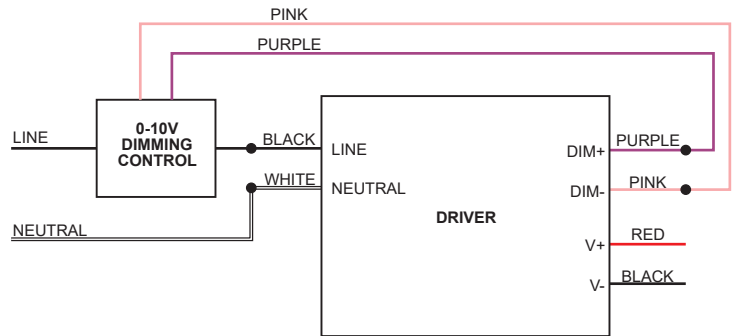 PINK
PURPLE
LINE
0-10V
DIMMING
CONTROL
BLACK
LINE
DIM+
PURPLE
WHITE
NEUTRAL
DIM-
PINK
DRIVER
NEUTRAL
V+
RED
V-
BLACK